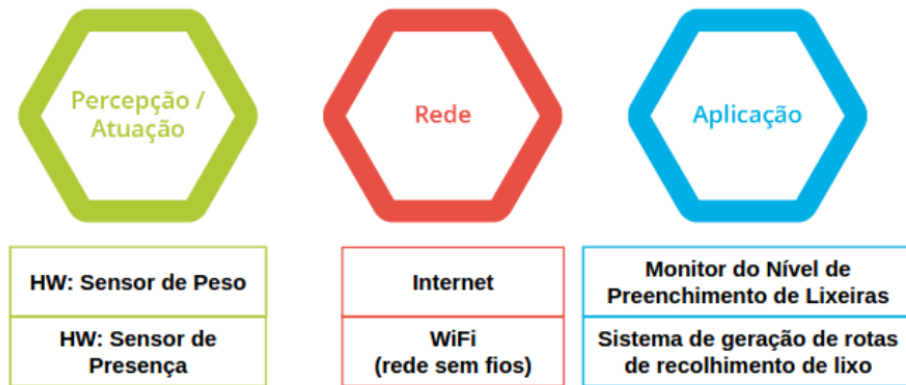 Percepção /
Atuação
Rede
Aplicação
HW: Sensor de Peso
HW: Sensor de
Presença
Internet
WiFi
(rede sem fios)
Monitor do Nível de
Preenchimento de Lixeiras
Sistema de geração de rotas
de recolhimento de lixo